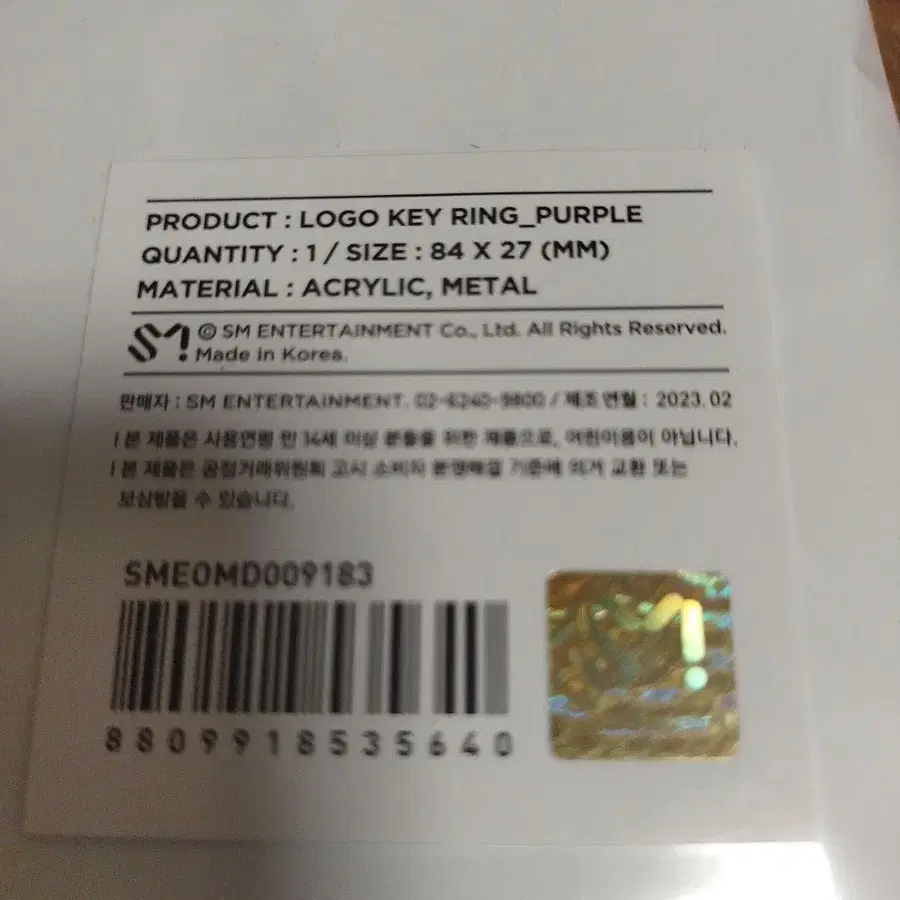 PRODUCT : LOGO KEY RING_PURPLE
QUANTITY : 1 / SIZE : 84 X 27 (MM)
MATERIAL : ACRYLIC, METAL
© SM ENTERTAINMENT Co., Ltd. All Rights Reserved.
Made in Korea.
판매자 : SM ENTERTAINMENT. 02-6240-9800 / 제조연월 : 2023.02
본 제품은 사용연령 만 14세 이상 분들을 위한 제품으로, 어린이용이 아닙니다.
본 제품은 공정거래위원회 고시 소비자 분쟁해결 기준에 의거 교환 또는
보상받을 수 있습니다.
SMEOMD009183
8809918535640